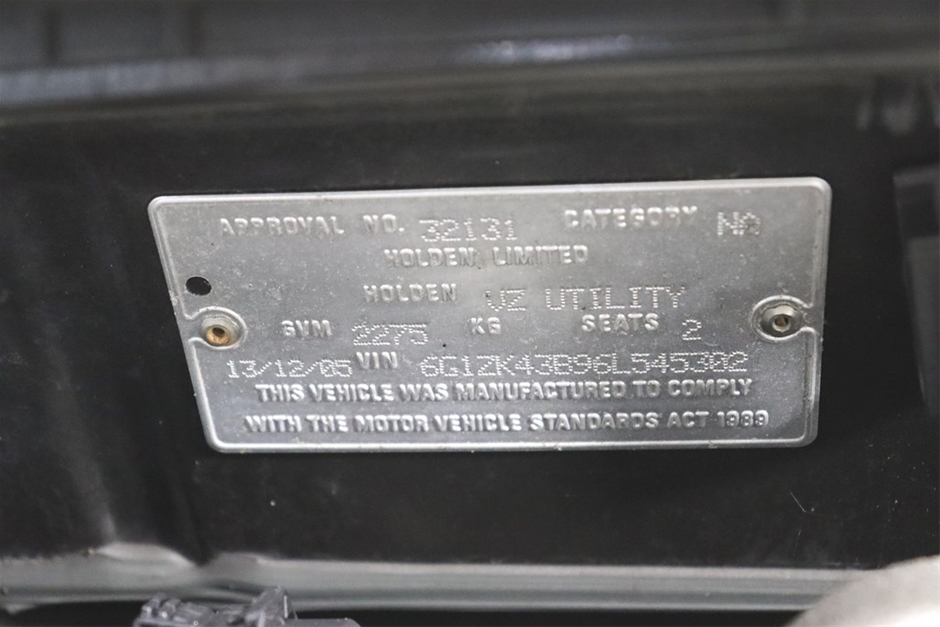 APPROVAL NO. 32131 CATEGORY NA
HOLDEN LIMITED
HOLDEN VZ UTILITY
GVM 2275 KG SEATS 2
13/12/05 VIN 6G1ZK43B96L545302
THIS VEHICLE WAS MANUFACTURED TO COMPLY
WITH THE MOTOR VEHICLE STANDARDS ACT 1989